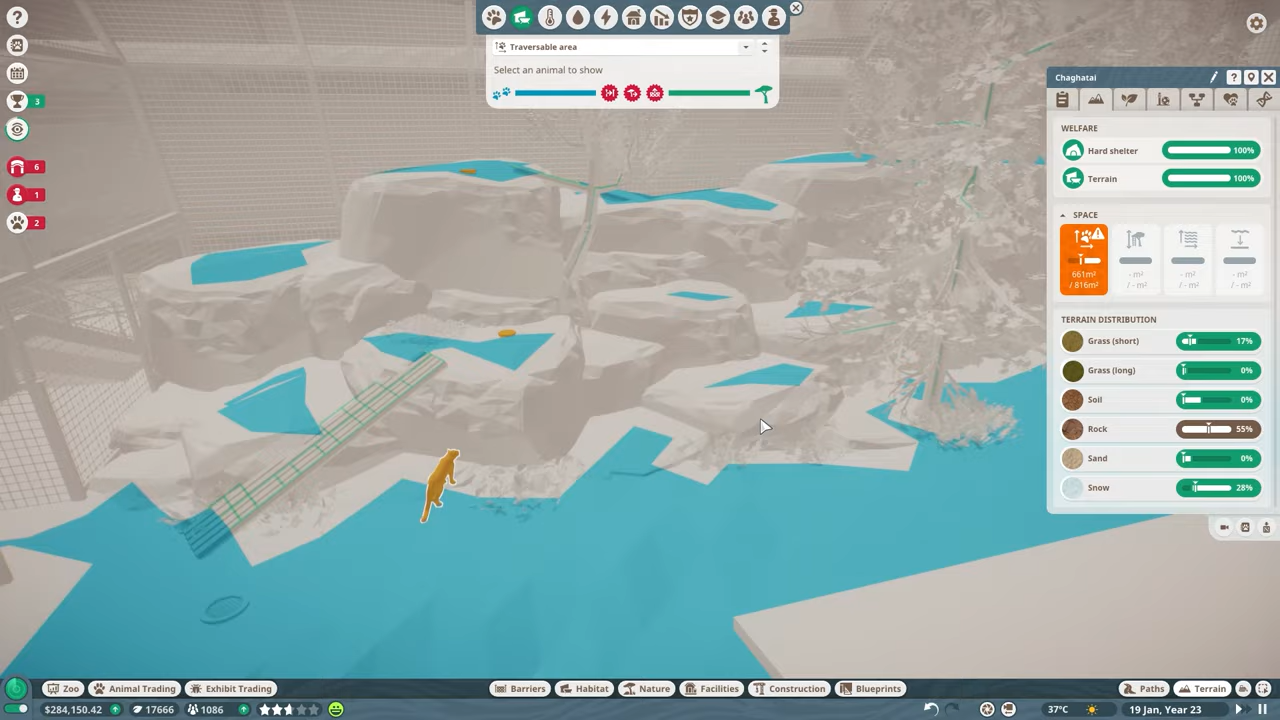 Traversable area
Select an animal to show
3
6
1
2
Chaghatai
WELFARE
Hard shelter 100%
Terrain 100%
SPACE
661m² / 816m²
- m² / - m²
- m² / - m²
- m² / - m²
TERRAIN DISTRIBUTION
Grass (short) 17%
Grass (long) 0%
Soil 0%
Rock 55%
Sand 0%
Snow 28%
Zoo
Animal Trading
Exhibit Trading
Barriers
Habitat
Nature
Facilities
Construction
Blueprints
Paths
Terrain
$284,150.42
17666
1086
37°C
19 Jan, Year 23